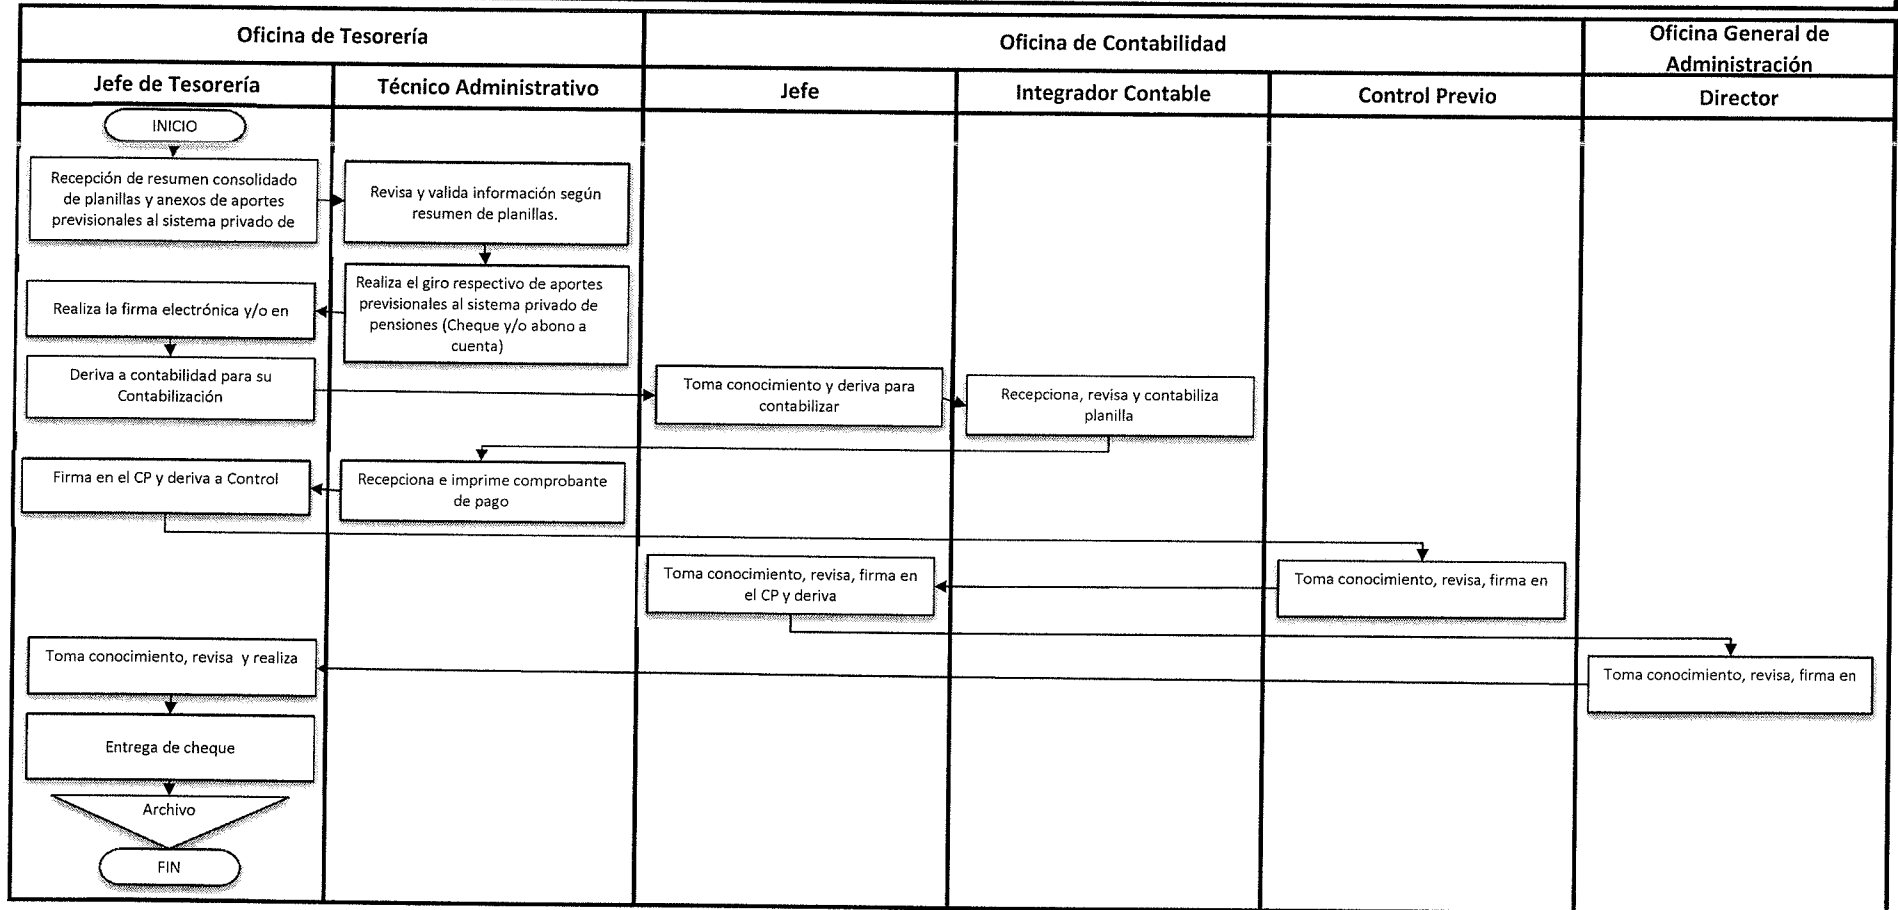 Oficina de Tesorería
Oficina de Contabilidad
Oficina General de
Administración
Jefe de Tesorería
Técnico Administrativo
Jefe
Integrador Contable
Control Previo
Director
INICIO
Recepción de resumen consolidado
de planillas y anexos de aportes
previsionales al sistema privado de
Revisa y valida información según
resumen de planillas.
Realiza el giro respectivo de aportes
previsionales al sistema privado de
pensiones (Cheque y/o abono a
cuenta)
Realiza la firma electrónica y/o en
Deriva a contabilidad para su
Contabilización
Toma conocimiento y deriva para
contabilizar
Recepciona, revisa y contabiliza
planilla
Recepciona e imprime comprobante
de pago
Firma en el CP y deriva a Control
Toma conocimiento, revisa, firma en
Toma conocimiento, revisa, firma en
el CP y deriva
Toma conocimiento, revisa, firma en
Toma conocimiento, revisa  y realiza
Entrega de cheque
Archivo
FIN